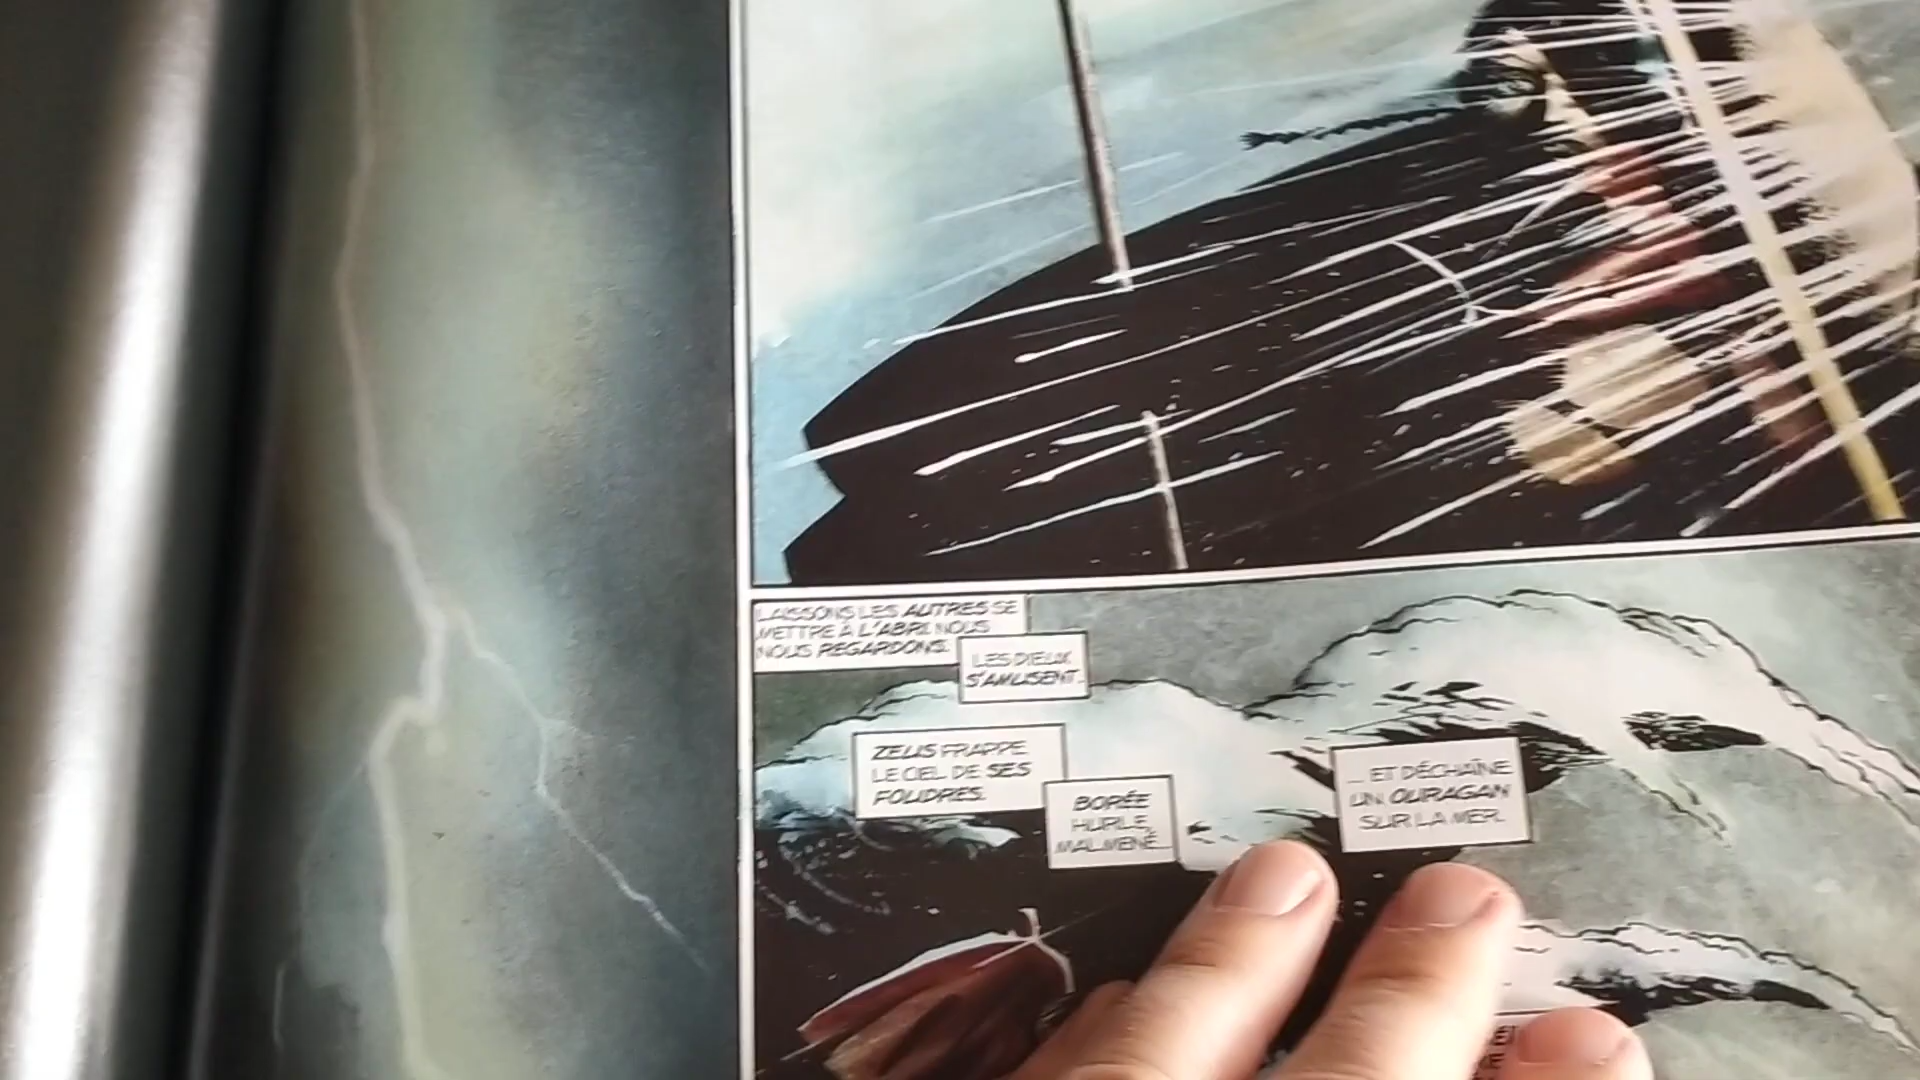 LAISSONS LES AUTRES SE
METTRE À L'ABRI. NOUS
NOUS REGARDONS.
LES DIEUX
S'AMUSENT.
ZEUS FRAPPE
LE CIEL DE SES
FOUDRES.
BORÉE
HURLE,
MALMENÉ...
... ET DÉCHAÎNE
UN OURAGAN
SUR LA MER.